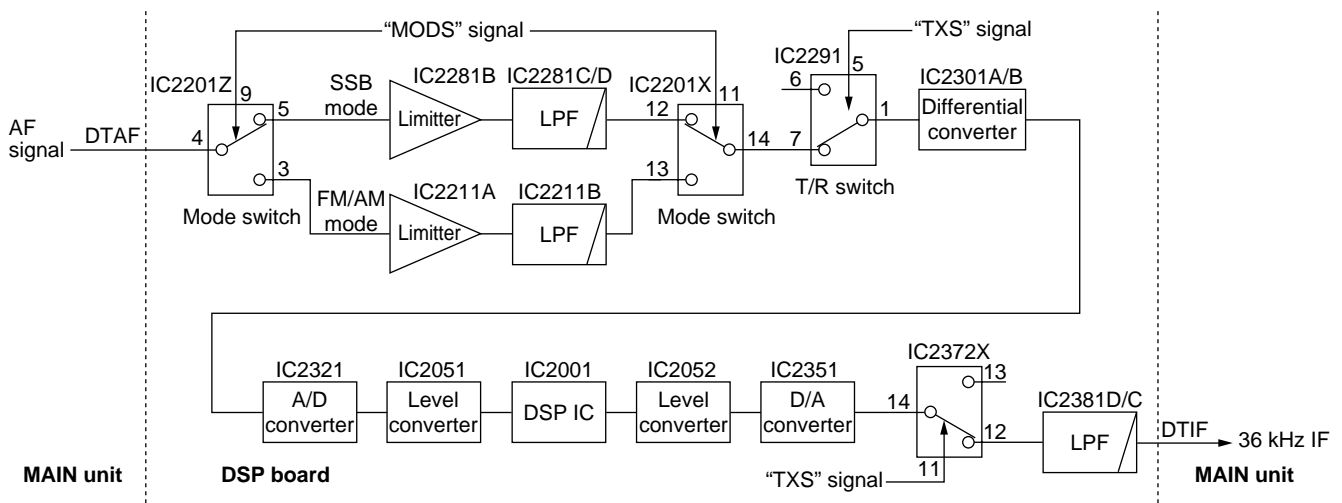 "MODS" signal
"TXS" signal
IC2201Z
9
5
SSB
mode
IC2281B
Limitter
IC2281C/D
LPF
IC2201X
11
12
IC2291
5
6
1
IC2301A/B
Differential
converter
AF
signal
DTAF
4
14
7
3
FM/AM
mode
IC2211A
Limitter
IC2211B
LPF
13
T/R switch
Mode switch
Mode switch
IC2321
A/D
converter
IC2051
Level
converter
IC2001
DSP IC
IC2052
Level
converter
IC2351
D/A
converter
IC2372X
13
14
12
11
"TXS" signal
IC2381D/C
LPF
DTIF
36 kHz IF
MAIN unit
DSP board
MAIN unit